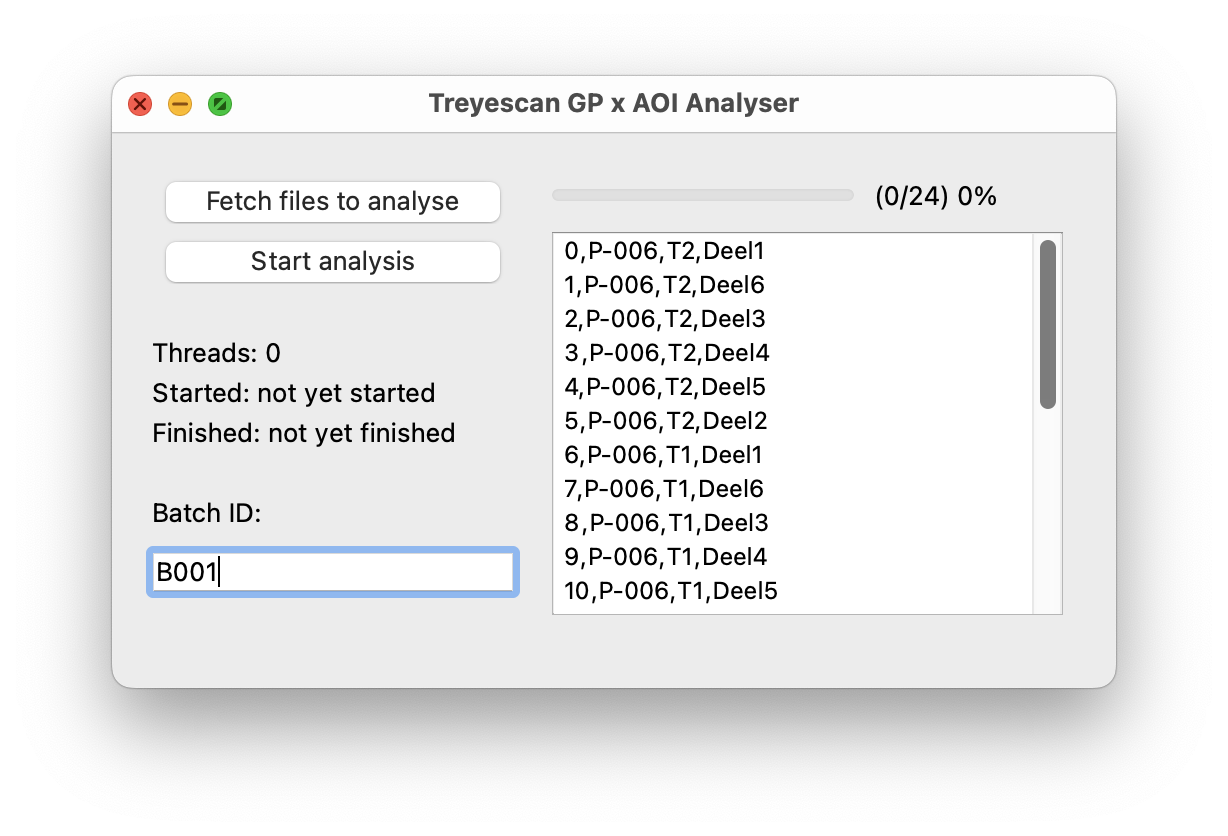 Treyescan GP x AOI Analyser
Fetch files to analyse
Start analysis
Threads: 0
Started: not yet started
Finished: not yet finished
Batch ID:
B001
(0/24) 0%
0,P-006,T2,Deel1
1,P-006,T2,Deel6
2,P-006,T2,Deel3
3,P-006,T2,Deel4
4,P-006,T2,Deel5
5,P-006,T2,Deel2
6,P-006,T1,Deel1
7,P-006,T1,Deel6
8,P-006,T1,Deel3
9,P-006,T1,Deel4
10,P-006,T1,Deel5